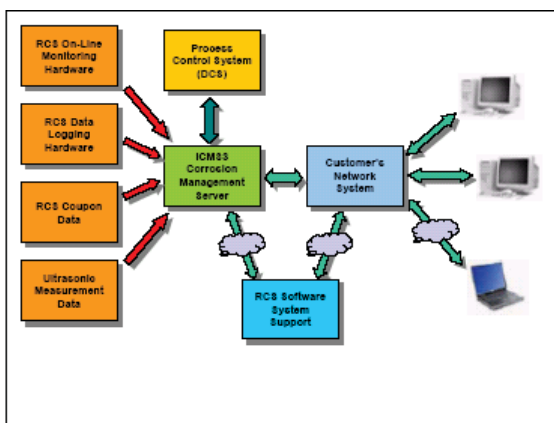 RCS On-Line
Monitoring
Hardware
Process
Control System
(DCS)
RCS Data
Logging
Hardware
ICMS3
Corrosion
Management
Server
Customer's
Network
System
RCS Coupon
Data
Ultrasonic
Measurement
Data
RCS Software
System
Support